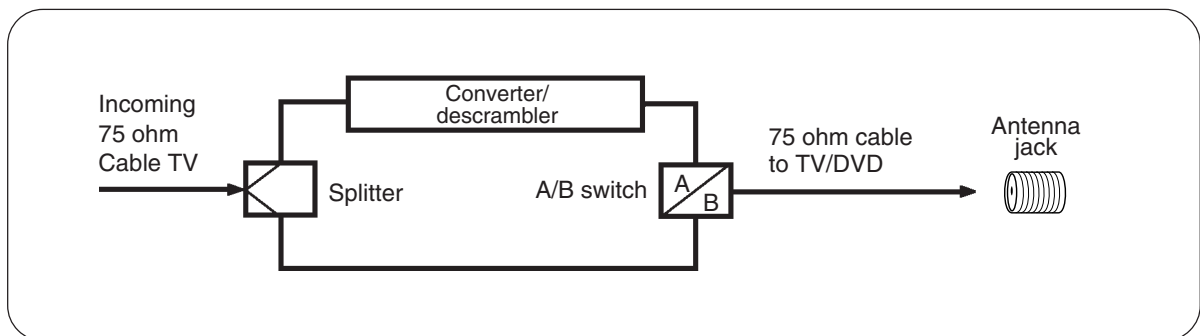 Incoming
75 ohm
Cable TV
Converter/
descrambler
Splitter
A/B switch
A
B
75 ohm cable
to TV/DVD
Antenna
jack